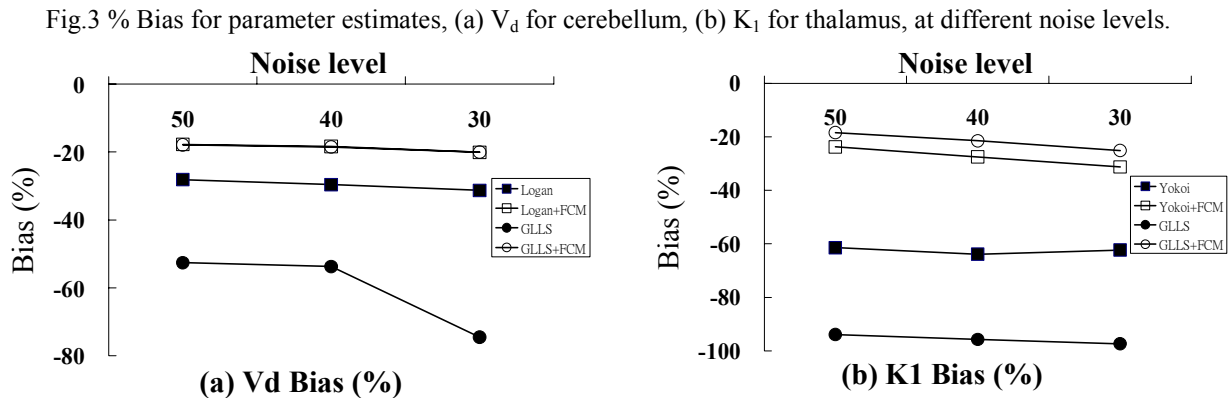 Fig.3 % Bias for parameter estimates, (a) Vd for cerebellum, (b) K1 for thalamus, at different noise levels.
Noise level
0
50
40
30
-20
-40
-60
-80
Bias (%)
Logan
Logan+FCM
GLLS
GLLS+FCM
(a) Vd Bias (%)
Noise level
0
50
40
30
-20
-40
-60
-80
-100
Bias (%)
Yokoi
Yokoi+FCM
GLLS
GLLS+FCM
(b) K1 Bias (%)